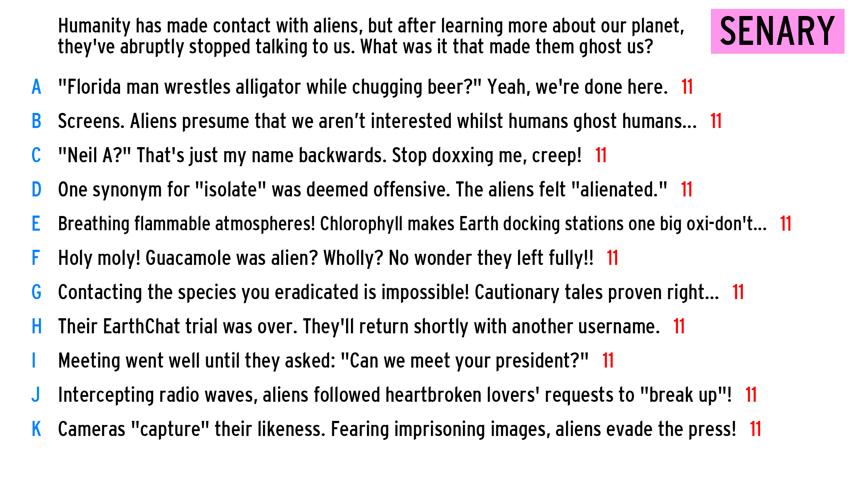 Humanity has made contact with aliens, but after learning more about our planet,
they've abruptly stopped talking to us. What was it that made them ghost us?
SENARY
A "Florida man wrestles alligator while chugging beer?" Yeah, we're done here. 11
B Screens. Aliens presume that we aren’t interested whilst humans ghost humans... 11
C "Neil A?" That's just my name backwards. Stop doxxing me, creep! 11
D One synonym for "isolate" was deemed offensive. The aliens felt "alienated." 11
E Breathing flammable atmospheres! Chlorophyll makes Earth docking stations one big oxi-don't... 11
F Holy moly! Guacamole was alien? Wholly? No wonder they left fully!! 11
G Contacting the species you eradicated is impossible! Cautionary tales proven right... 11
H Their EarthChat trial was over. They'll return shortly with another username. 11
I Meeting went well until they asked: "Can we meet your president?" 11
J Intercepting radio waves, aliens followed heartbroken lovers' requests to "break up"! 11
K Cameras "capture" their likeness. Fearing imprisoning images, aliens evade the press! 11